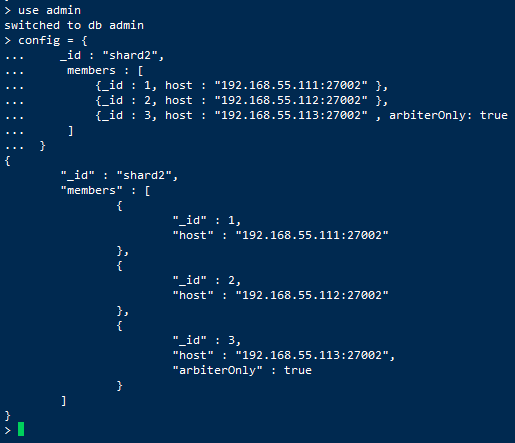 > use admin
switched to db admin
> config = {
...     _id : "shard2",
...      members : [
...          {_id : 1, host : "192.168.55.111:27002" },
...          {_id : 2, host : "192.168.55.112:27002" },
...          {_id : 3, host : "192.168.55.113:27002" , arbiterOnly: true
...      ]
...  }
{
        "_id" : "shard2",
        "members" : [
                {
                        "_id" : 1,
                        "host" : "192.168.55.111:27002"
                },
                {
                        "_id" : 2,
                        "host" : "192.168.55.112:27002"
                },
                {
                        "_id" : 3,
                        "host" : "192.168.55.113:27002",
                        "arbiterOnly" : true
                }
        ]
}
>